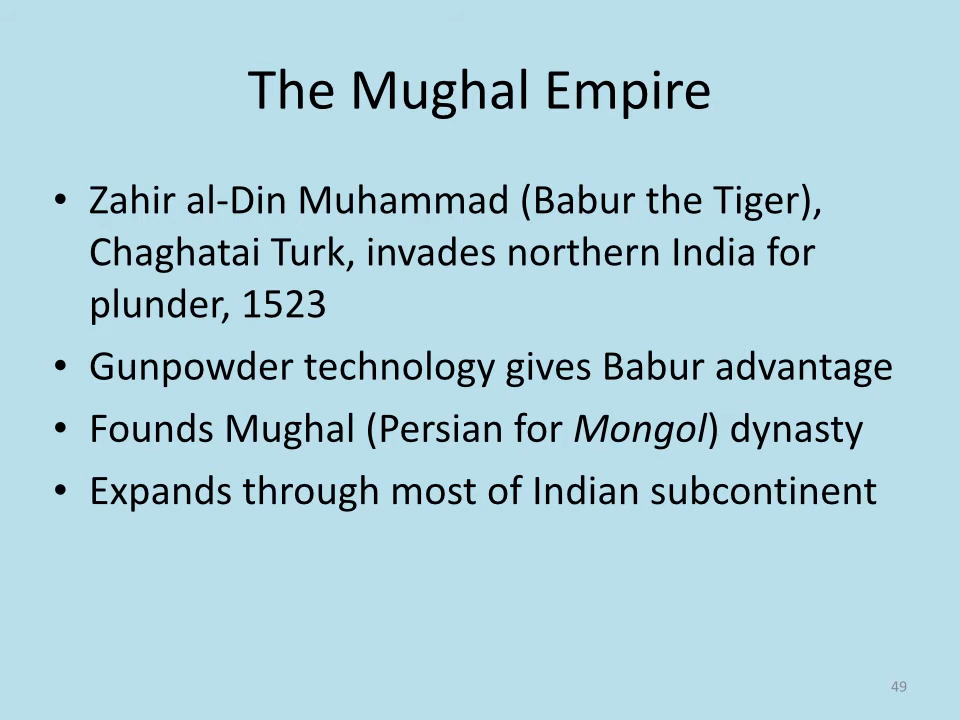 The Mughal Empire
• Zahir al-Din Muhammad (Babur the Tiger),
Chaghatai Turk, invades northern India for
plunder, 1523
• Gunpowder technology gives Babur advantage
• Founds Mughal (Persian for Mongol) dynasty
• Expands through most of Indian subcontinent
49